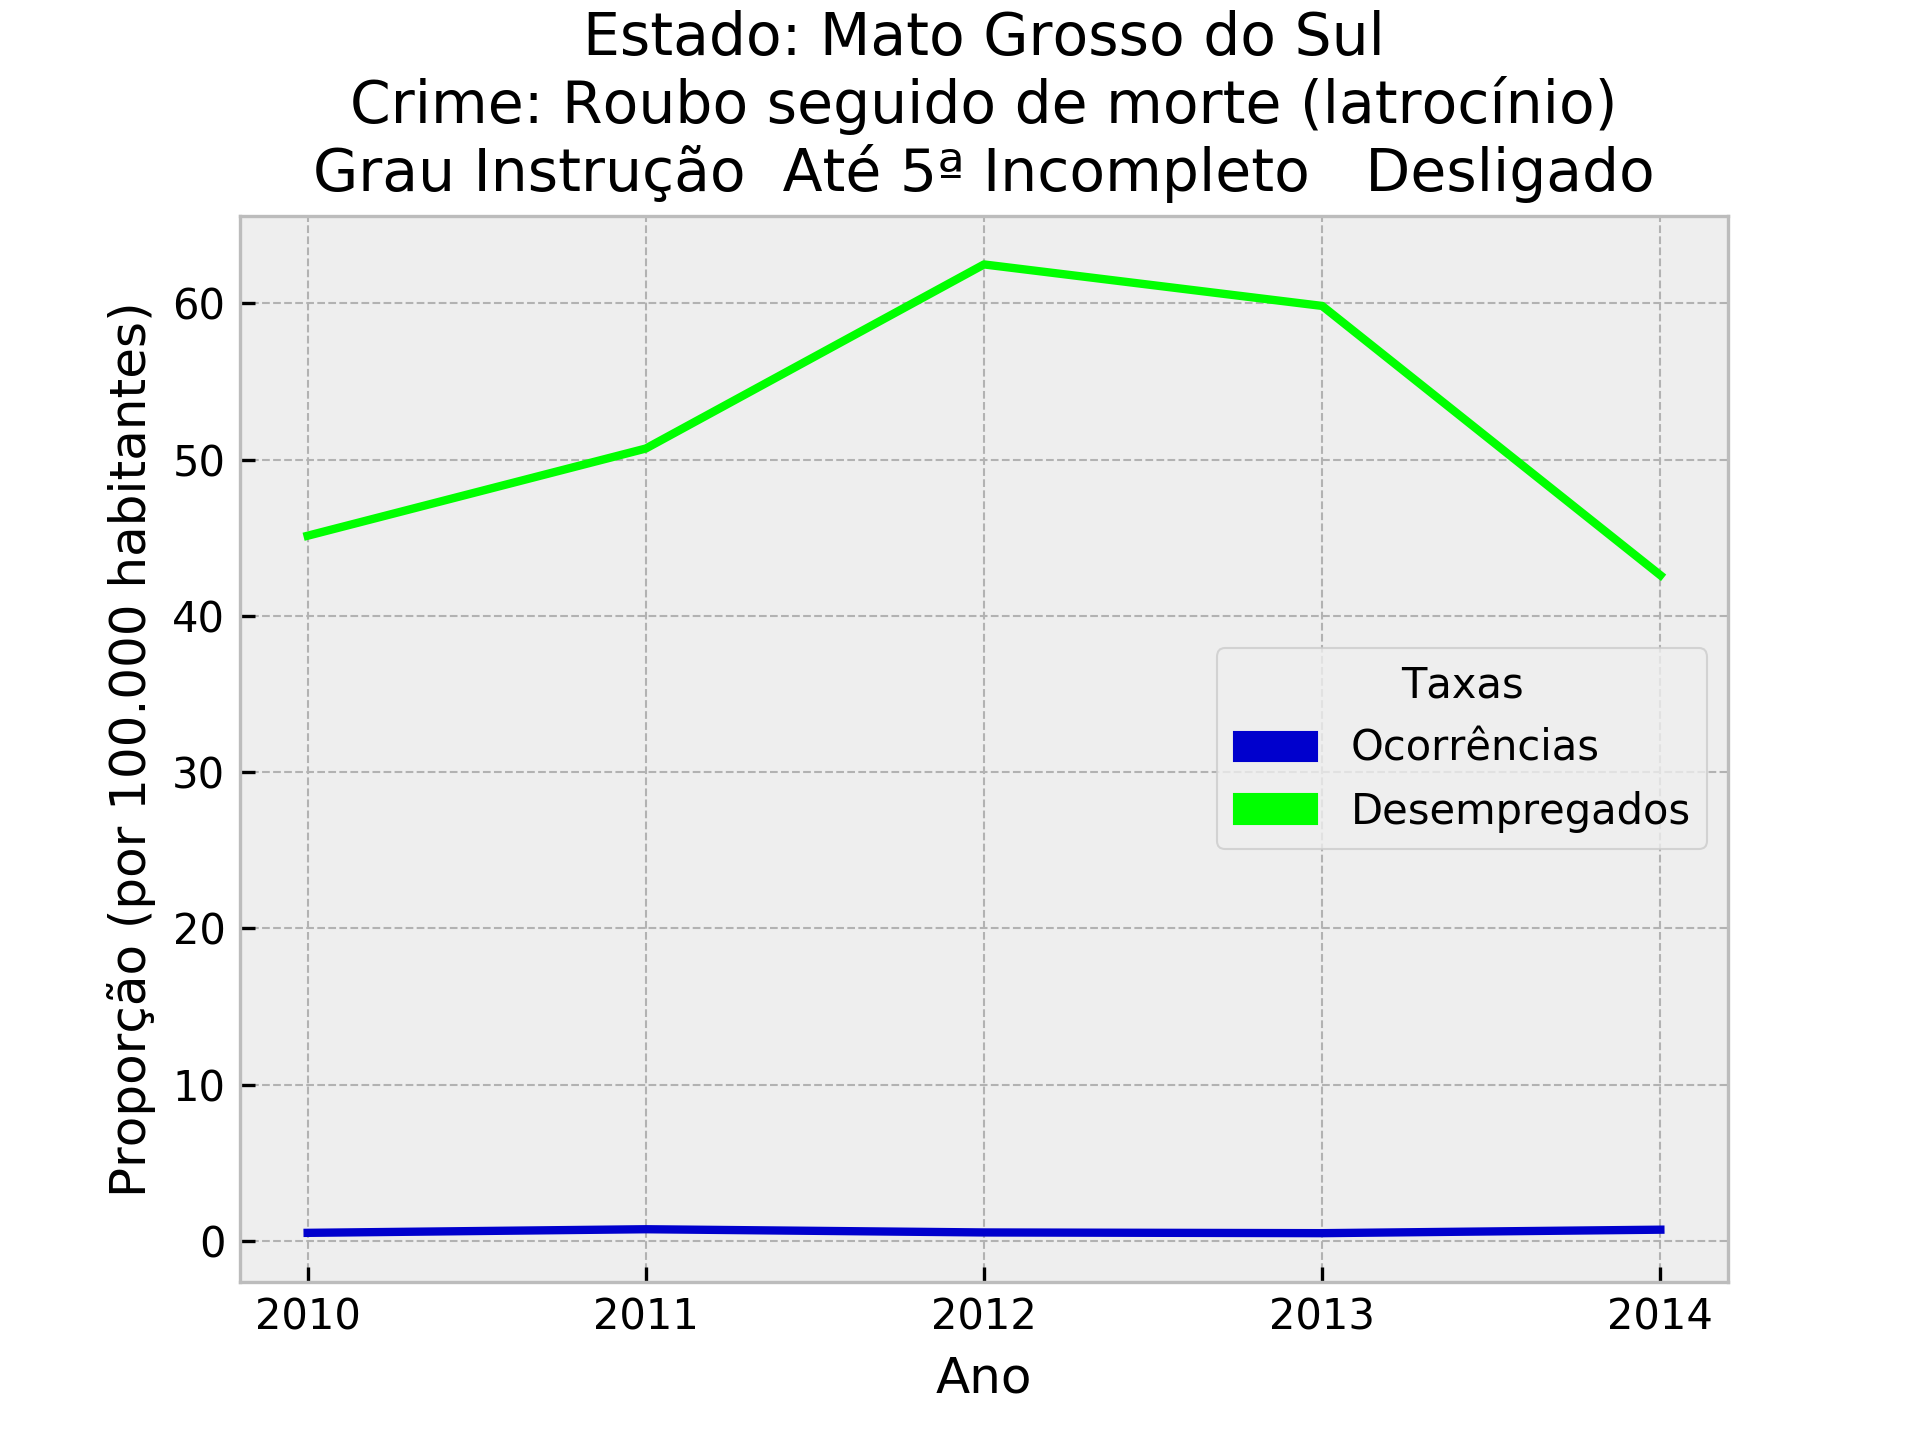 Estado: Mato Grosso do Sul
Crime: Roubo seguido de morte (latrocínio)
Grau Instrução  Até 5ª Incompleto   Desligado
Proporção (por 100.000 habitantes)
60
50
40
30
20
10
0
Taxas
Ocorrências
Desempregados
2010 2011 2012 2013 2014
Ano